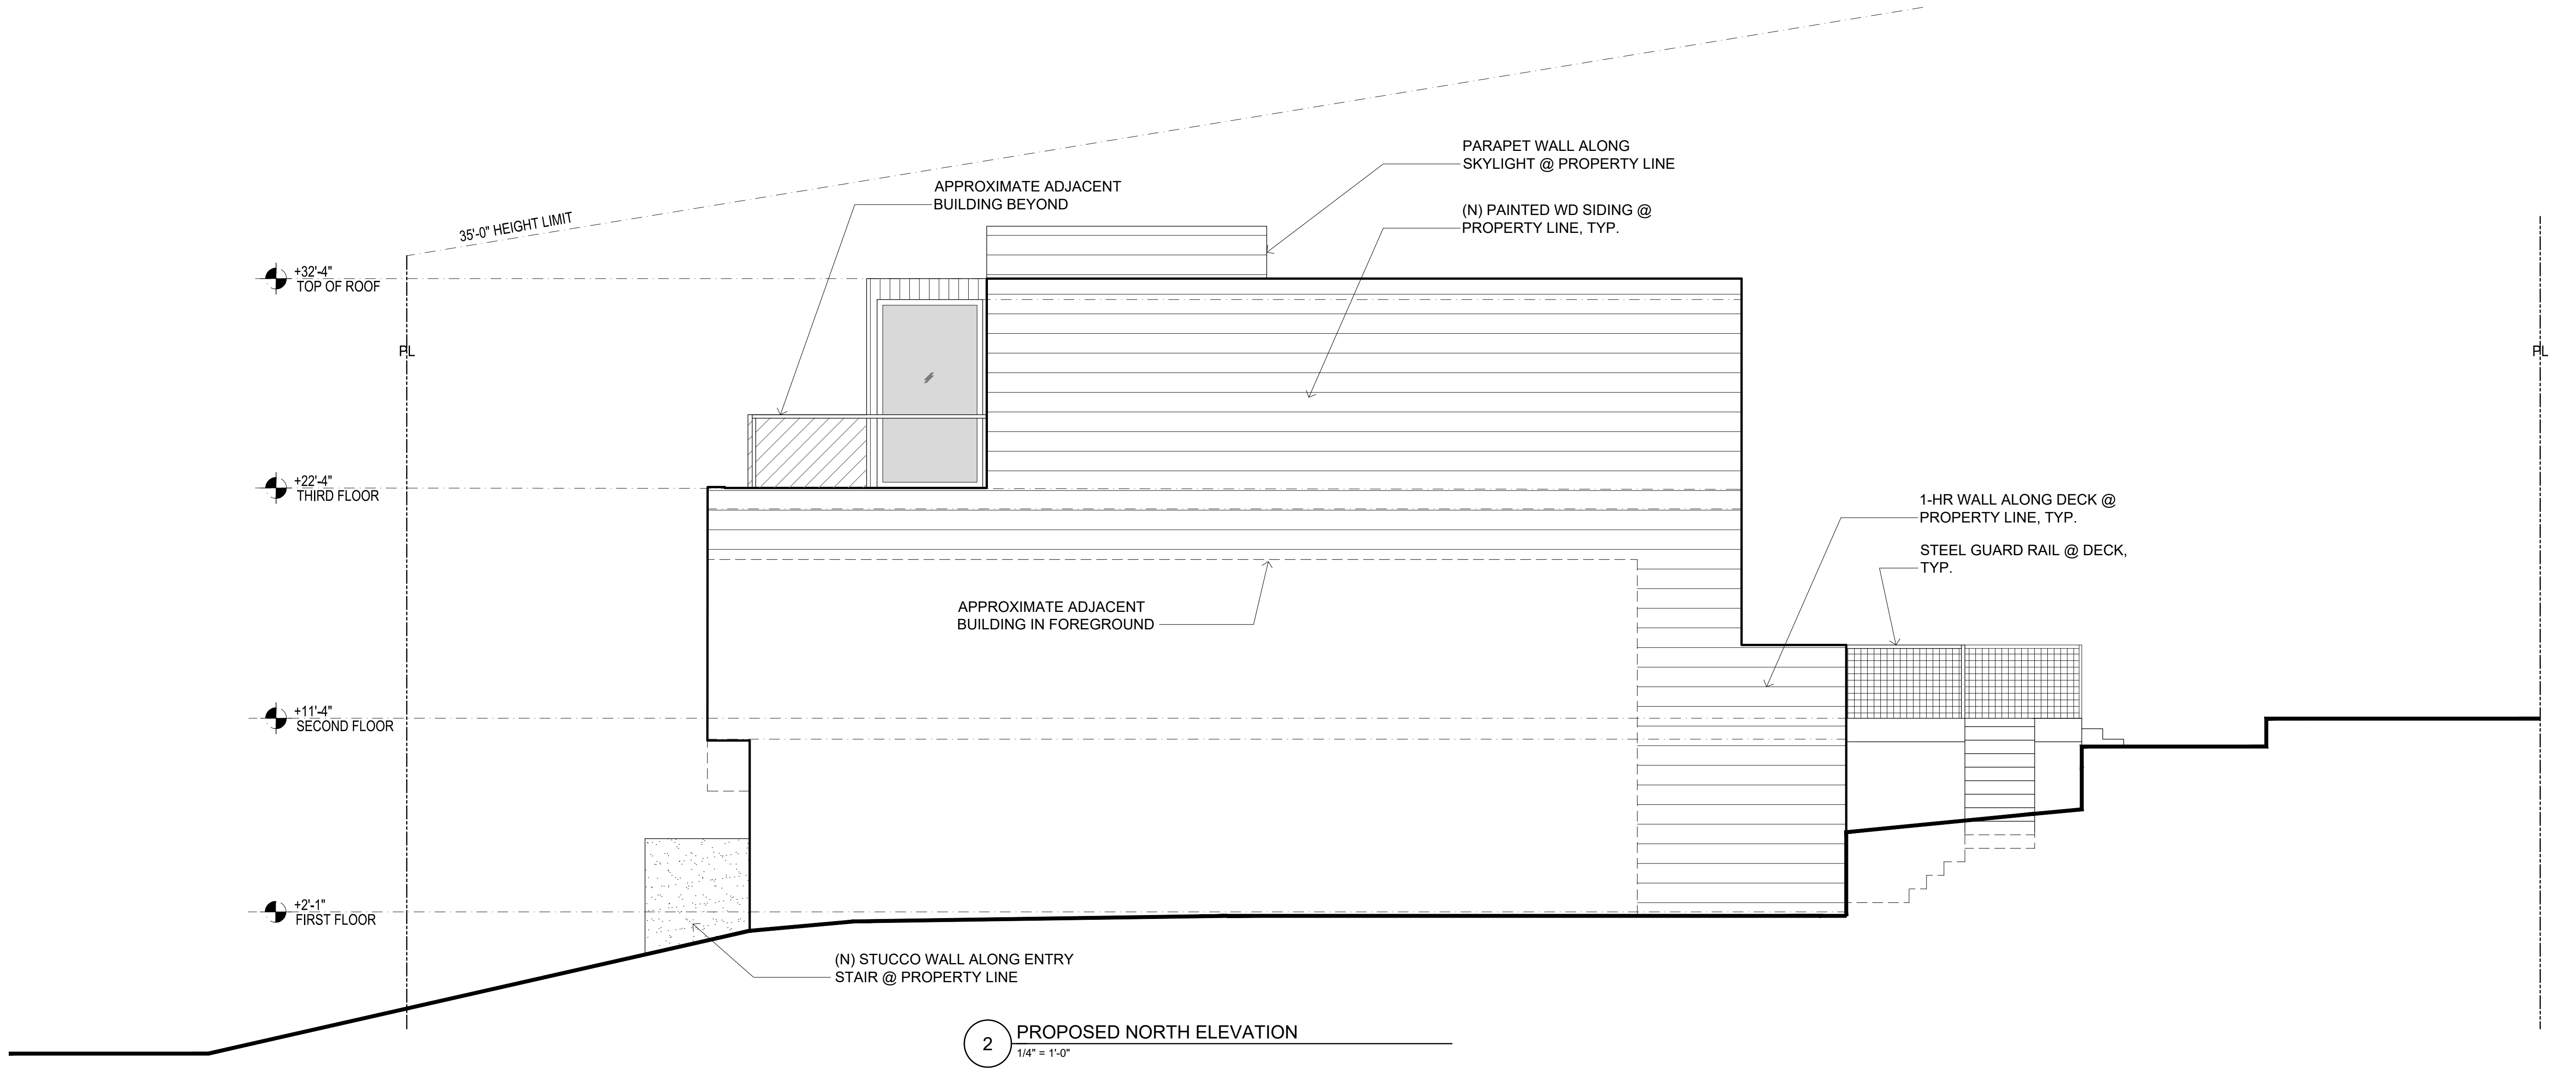 35'-0" HEIGHT LIMIT
PARAPET WALL ALONG
SKYLIGHT @ PROPERTY LINE
APPROXIMATE ADJACENT
BUILDING BEYOND
(N) PAINTED WD SIDING @
PROPERTY LINE, TYP.
+32'-4"
TOP OF ROOF
PL
PL
+22'-4"
THIRD FLOOR
1-HR WALL ALONG DECK @
PROPERTY LINE, TYP.
STEEL GUARD RAIL @ DECK,
TYP.
APPROXIMATE ADJACENT
BUILDING IN FOREGROUND
+11'-4"
SECOND FLOOR
+2'-1"
FIRST FLOOR
(N) STUCCO WALL ALONG ENTRY
STAIR @ PROPERTY LINE
2
PROPOSED NORTH ELEVATION
1/4" = 1'-0"